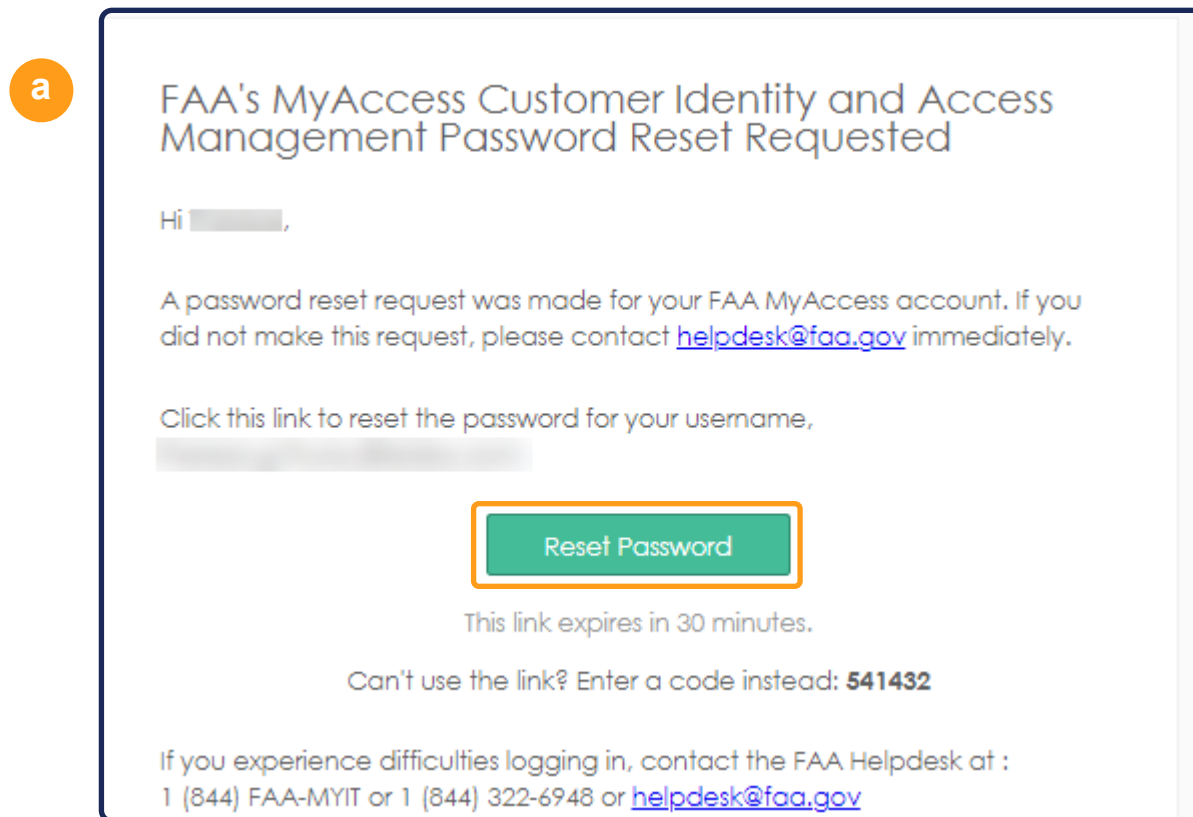 a
FAA's MyAccess Customer Identity and Access
Management Password Reset Requested
Hi ,
A password reset request was made for your FAA MyAccess account. If you
did not make this request, please contact helpdesk@faa.gov immediately.
Click this link to reset the password for your username,
Reset Password
This link expires in 30 minutes.
Can't use the link? Enter a code instead: 541432
If you experience difficulties logging in, contact the FAA Helpdesk at :
1 (844) FAA-MYIT or 1 (844) 322-6948 or helpdesk@faa.gov